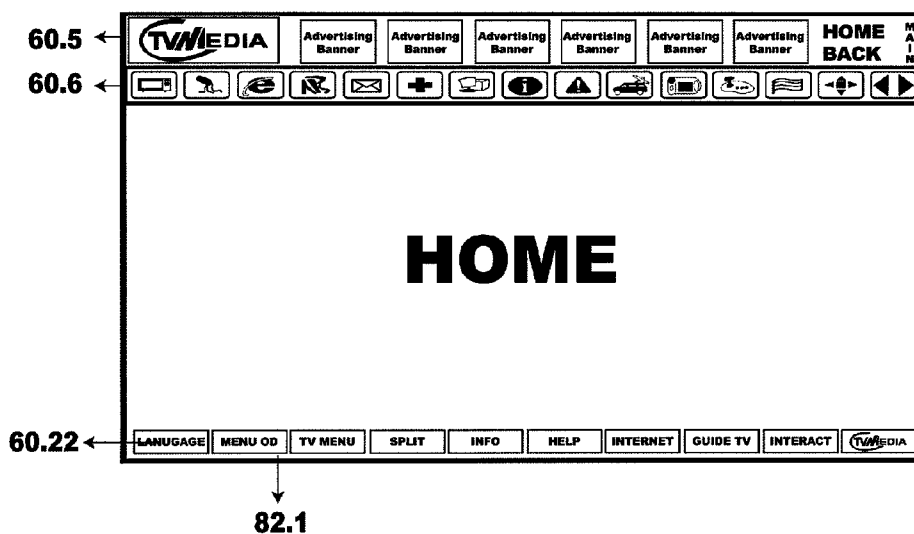 60.5
TVMEDIA
Advertising Banner
Advertising Banner
Advertising Banner
Advertising Banner
Advertising Banner
Advertising Banner
HOME
BACK
MAIN
60.6
HOME
60.22
LANUGAGE MENU OD TV MENU SPLIT INFO HELP INTERNET GUIDE TV INTERACT TVMEDIA
82.1